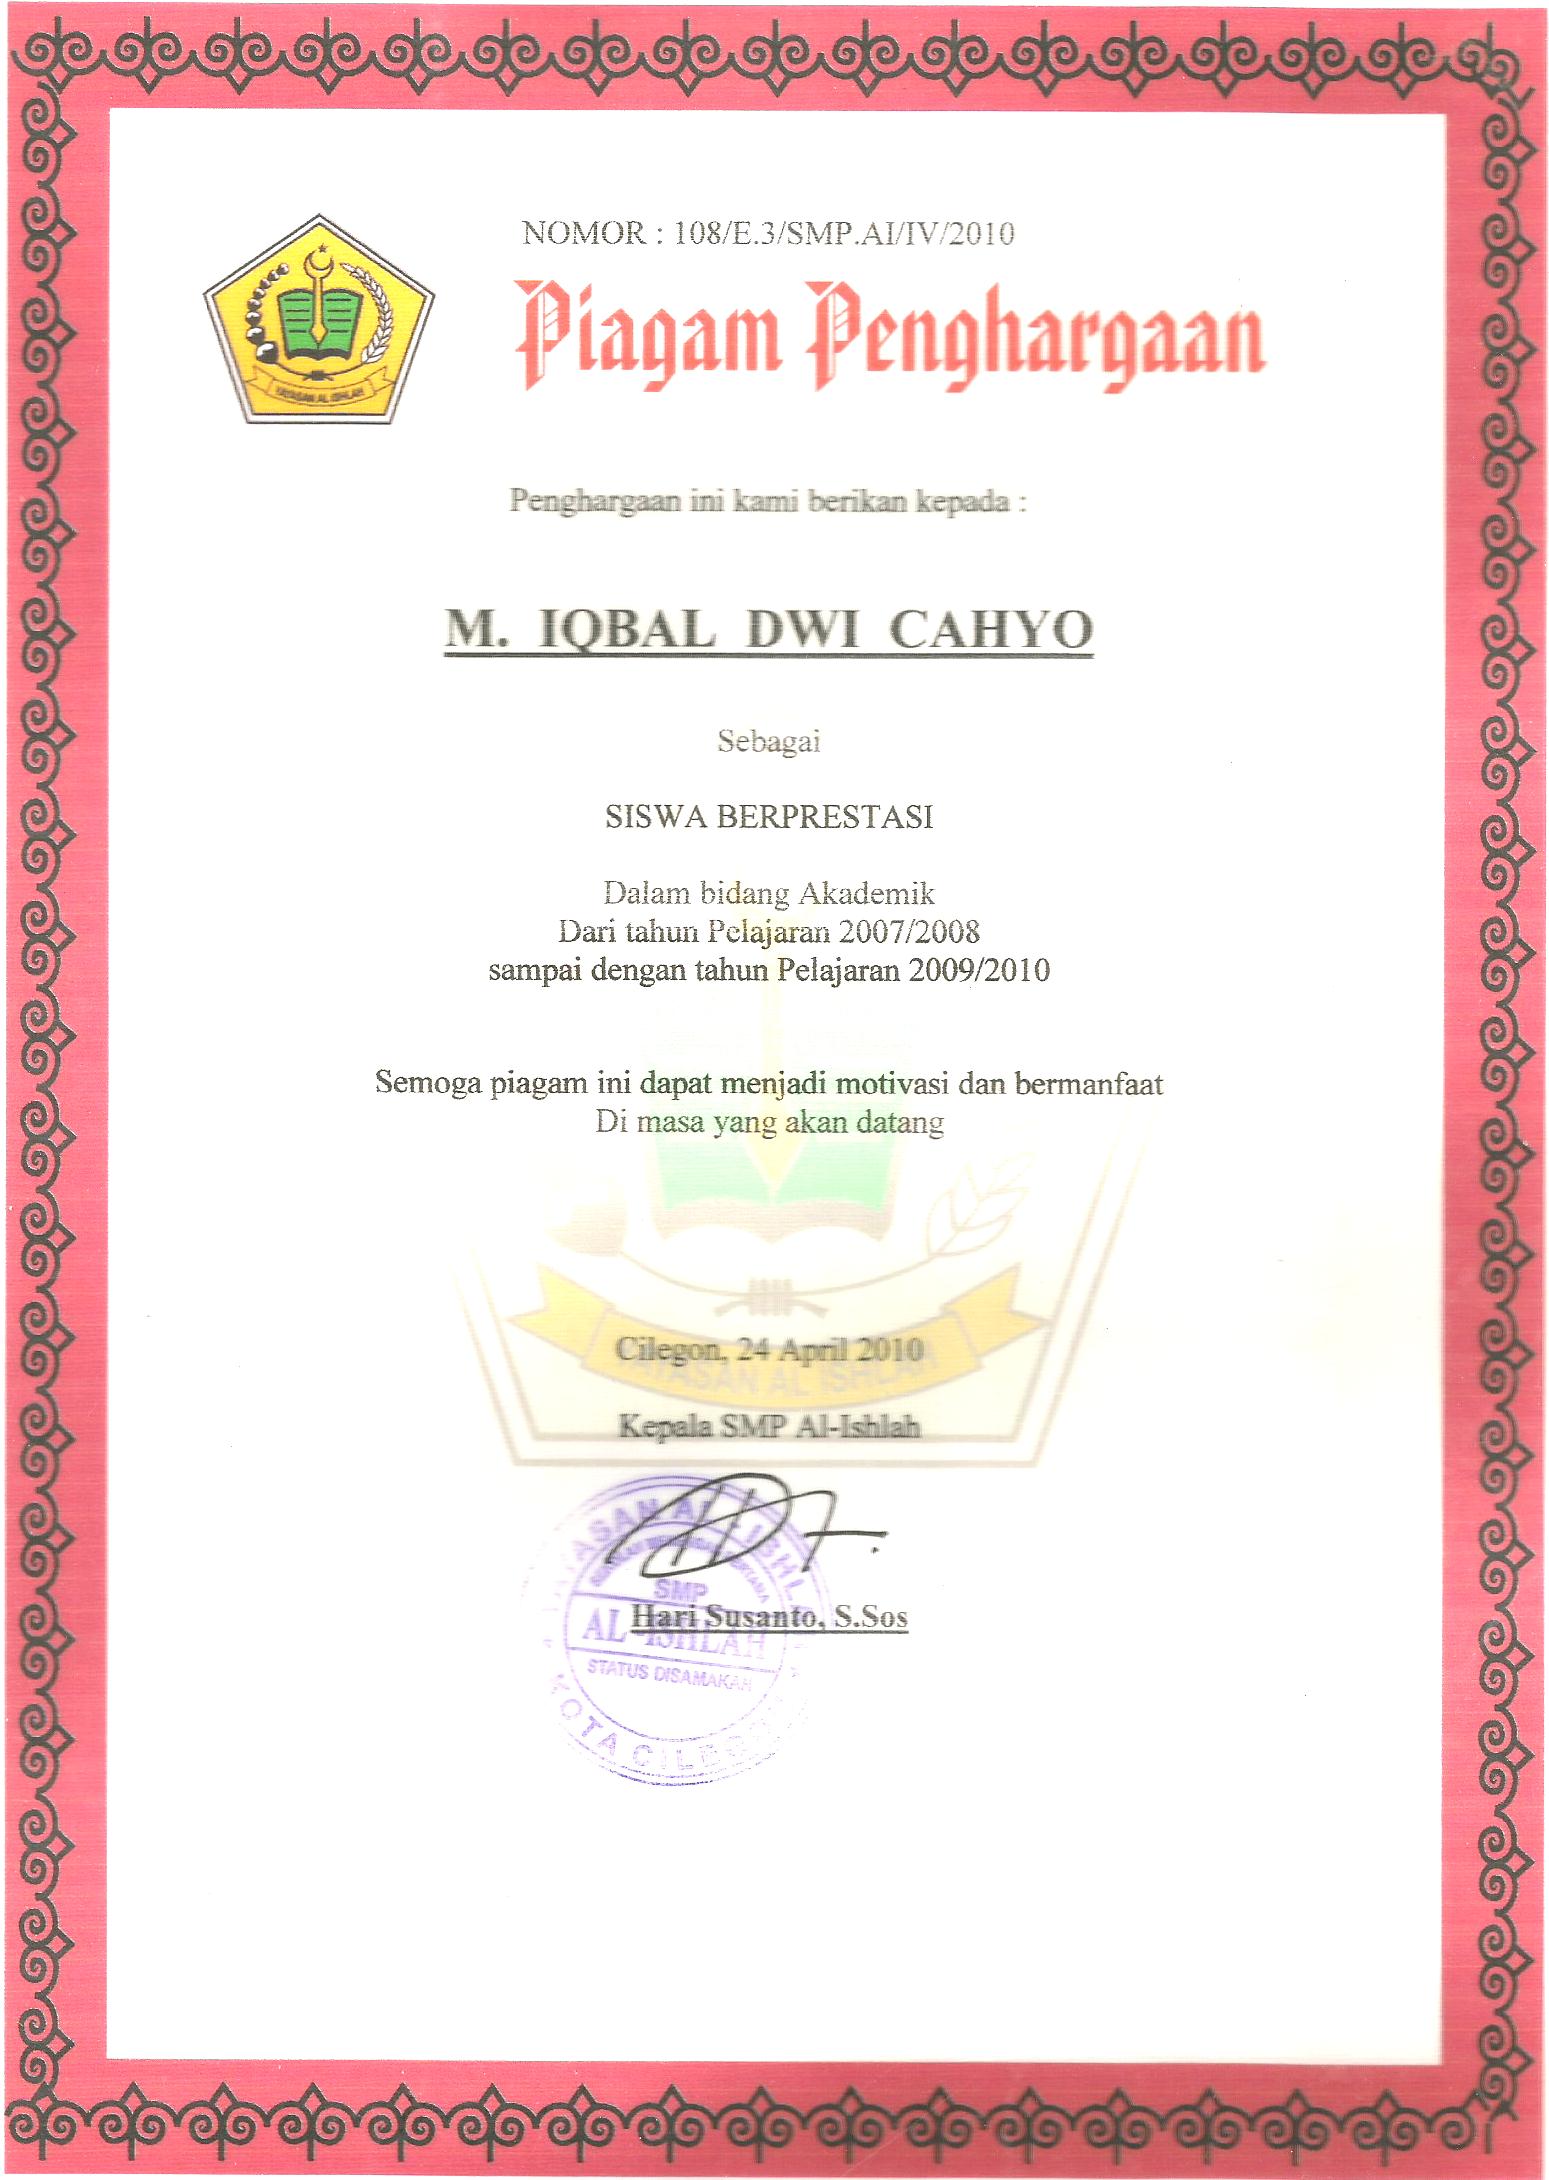 NOMOR : 108/E.3/SMP.AI/IV/2010
Piagam Penghargaan
YAYASAN AL ISHLAH
Penghargaan ini kami berikan kepada :
M. IQBAL DWI CAHYO
Sebagai
SISWA BERPRESTASI
Dalam bidang Akademik
Dari tahun Pelajaran 2007/2008
sampai dengan tahun Pelajaran 2009/2010
Semoga piagam ini dapat menjadi motivasi dan bermanfaat
Di masa yang akan datang
Cilegon, 24 April 2010
YAYASAN AL ISHLAH
Kepala SMP Al-Ishlah
SMP
Hari Susanto, S.Sos
AL-ISHLAH
STATUS DISAMAKAN
KOTA CILEGON